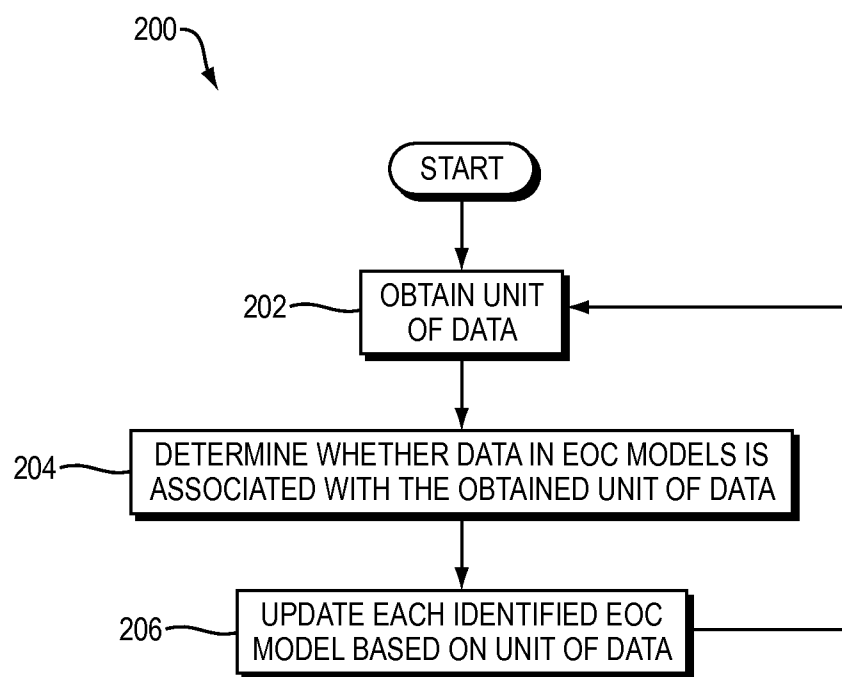 200
START
202
OBTAIN UNIT
OF DATA
204
DETERMINE WHETHER DATA IN EOC MODELS IS
ASSOCIATED WITH THE OBTAINED UNIT OF DATA
206
UPDATE EACH IDENTIFIED EOC
MODEL BASED ON UNIT OF DATA